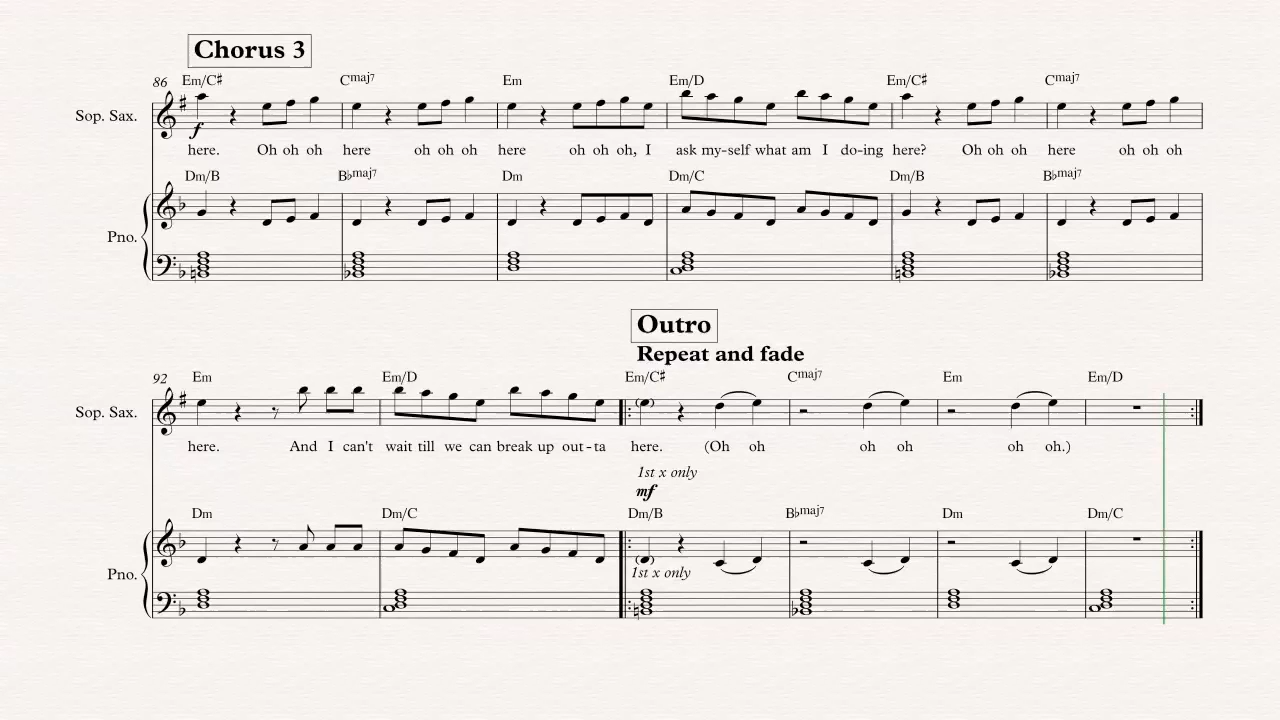 Chorus 3
86 Em/C♯ Cmaj7 Em Em/D Em/C♯ Cmaj7
Sop. Sax.
f
here. Oh oh oh here oh oh oh here oh oh oh, I ask my-self what am I do-ing here? Oh oh oh here oh oh oh
Dm/B B♭maj7 Dm Dm/C Dm/B B♭maj7
Pno.
Outro
Repeat and fade
92 Em Em/D Em/C♯ Cmaj7 Em Em/D
Sop. Sax.
here. And I can't wait till we can break up out-ta here. (Oh oh oh oh oh oh.)
1st x only
mf
Dm Dm/C Dm/B B♭maj7 Dm Dm/C
Pno.
1st x only